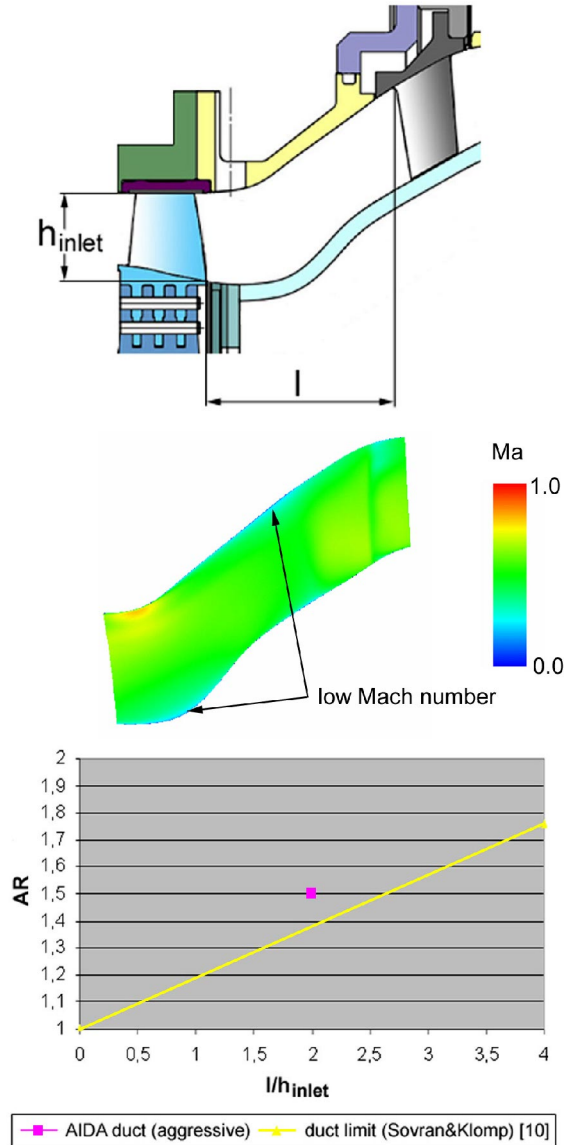 hinlet
l
Ma
1.0
0.0
low Mach number
2
1,9
1,8
1,7
1,6
1,5
1,4
1,3
1,2
1,1
1
AR
0 0,5 1 1,5 2 2,5 3 3,5 4
l/hinlet
AIDA duct (aggressive) duct limit (Sovran&Klomp) [10]